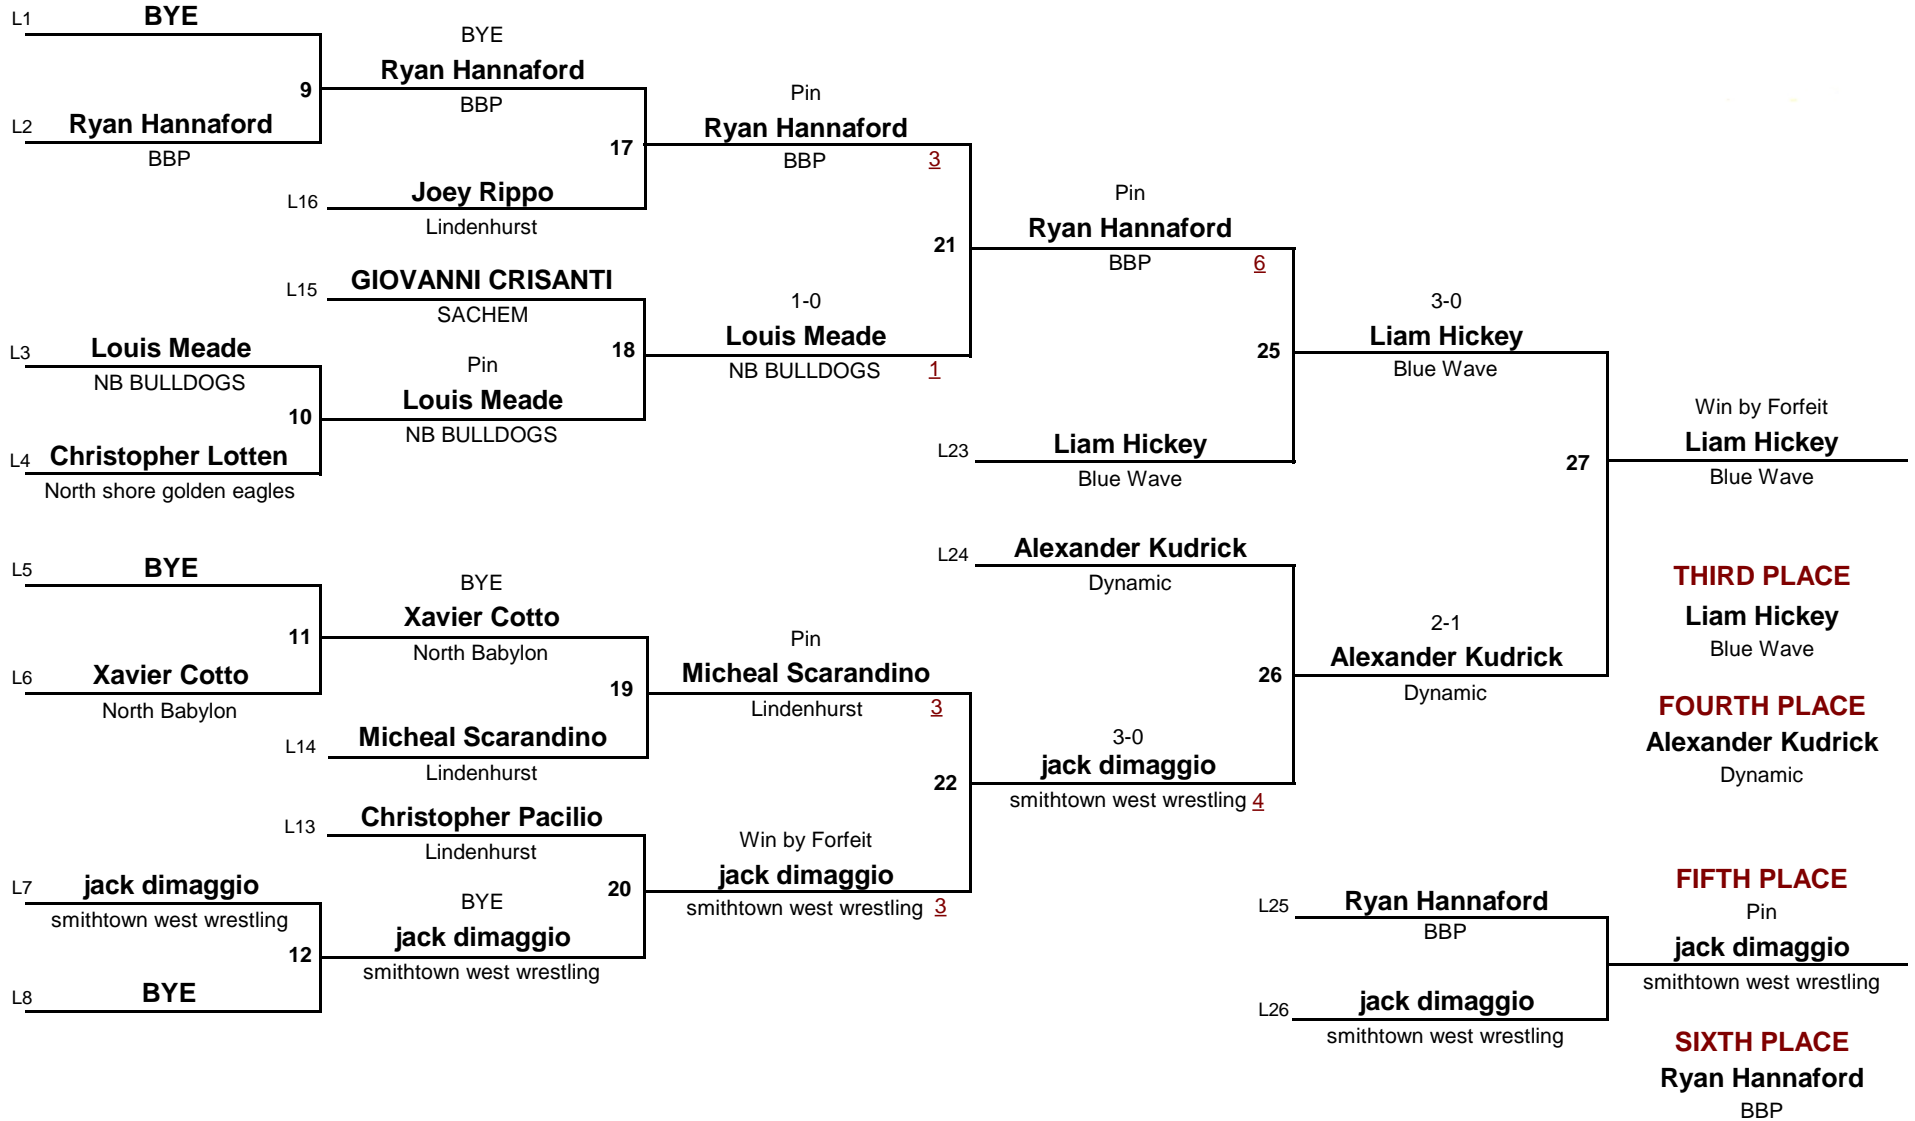 L1 BYE
BYE
Ryan Hannaford
9
BBP
L2 Ryan Hannaford
BBP
Pin
Ryan Hannaford
17
BBP 3
L16 Joey Rippo
Lindenhurst
Pin
Ryan Hannaford
21
BBP 6
L15 GIOVANNI CRISANTI
SACHEM
1-0
Louis Meade
18
NB BULLDOGS 1
L3 Louis Meade
NB BULLDOGS
Pin
Louis Meade
10
NB BULLDOGS
L4 Christopher Lotten
North shore golden eagles
3-0
Liam Hickey
25
Blue Wave
L23 Liam Hickey
Blue Wave
Win by Forfeit
Liam Hickey
27
Blue Wave
L24 Alexander Kudrick
Dynamic
L5 BYE
BYE
Xavier Cotto
11
North Babylon
L6 Xavier Cotto
North Babylon
Pin
Micheal Scarandino
19
Lindenhurst 3
L14 Micheal Scarandino
Lindenhurst
2-1
Alexander Kudrick
26
Dynamic
3-0
jack dimaggio
22
smithtown west wrestling 4
L13 Christopher Pacilio
Lindenhurst
Win by Forfeit
jack dimaggio
20
smithtown west wrestling 3
L7 jack dimaggio
smithtown west wrestling
BYE
jack dimaggio
12
smithtown west wrestling
L8 BYE
THIRD PLACE
Liam Hickey
Blue Wave
FOURTH PLACE
Alexander Kudrick
Dynamic
L25 Ryan Hannaford
BBP
L26 jack dimaggio
smithtown west wrestling
FIFTH PLACE
Pin
jack dimaggio
smithtown west wrestling
SIXTH PLACE
Ryan Hannaford
BBP